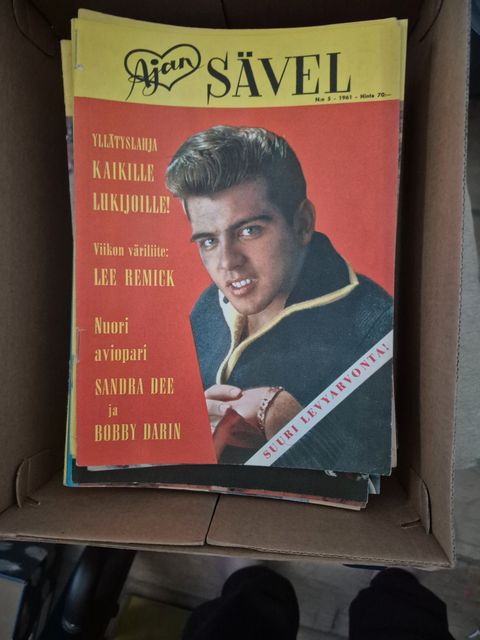 Ajan SÄVEL
N:o 5 - 1961 - Hinta 70:—
YLLÄTYSLAHJA
KAIKILLE
LUKIJOILLE!
Viikon väriliite:
LEE REMICK
Nuori
aviopari
SANDRA DEE
ja
BOBBY DARIN
SUURI LEVYARVONTA!